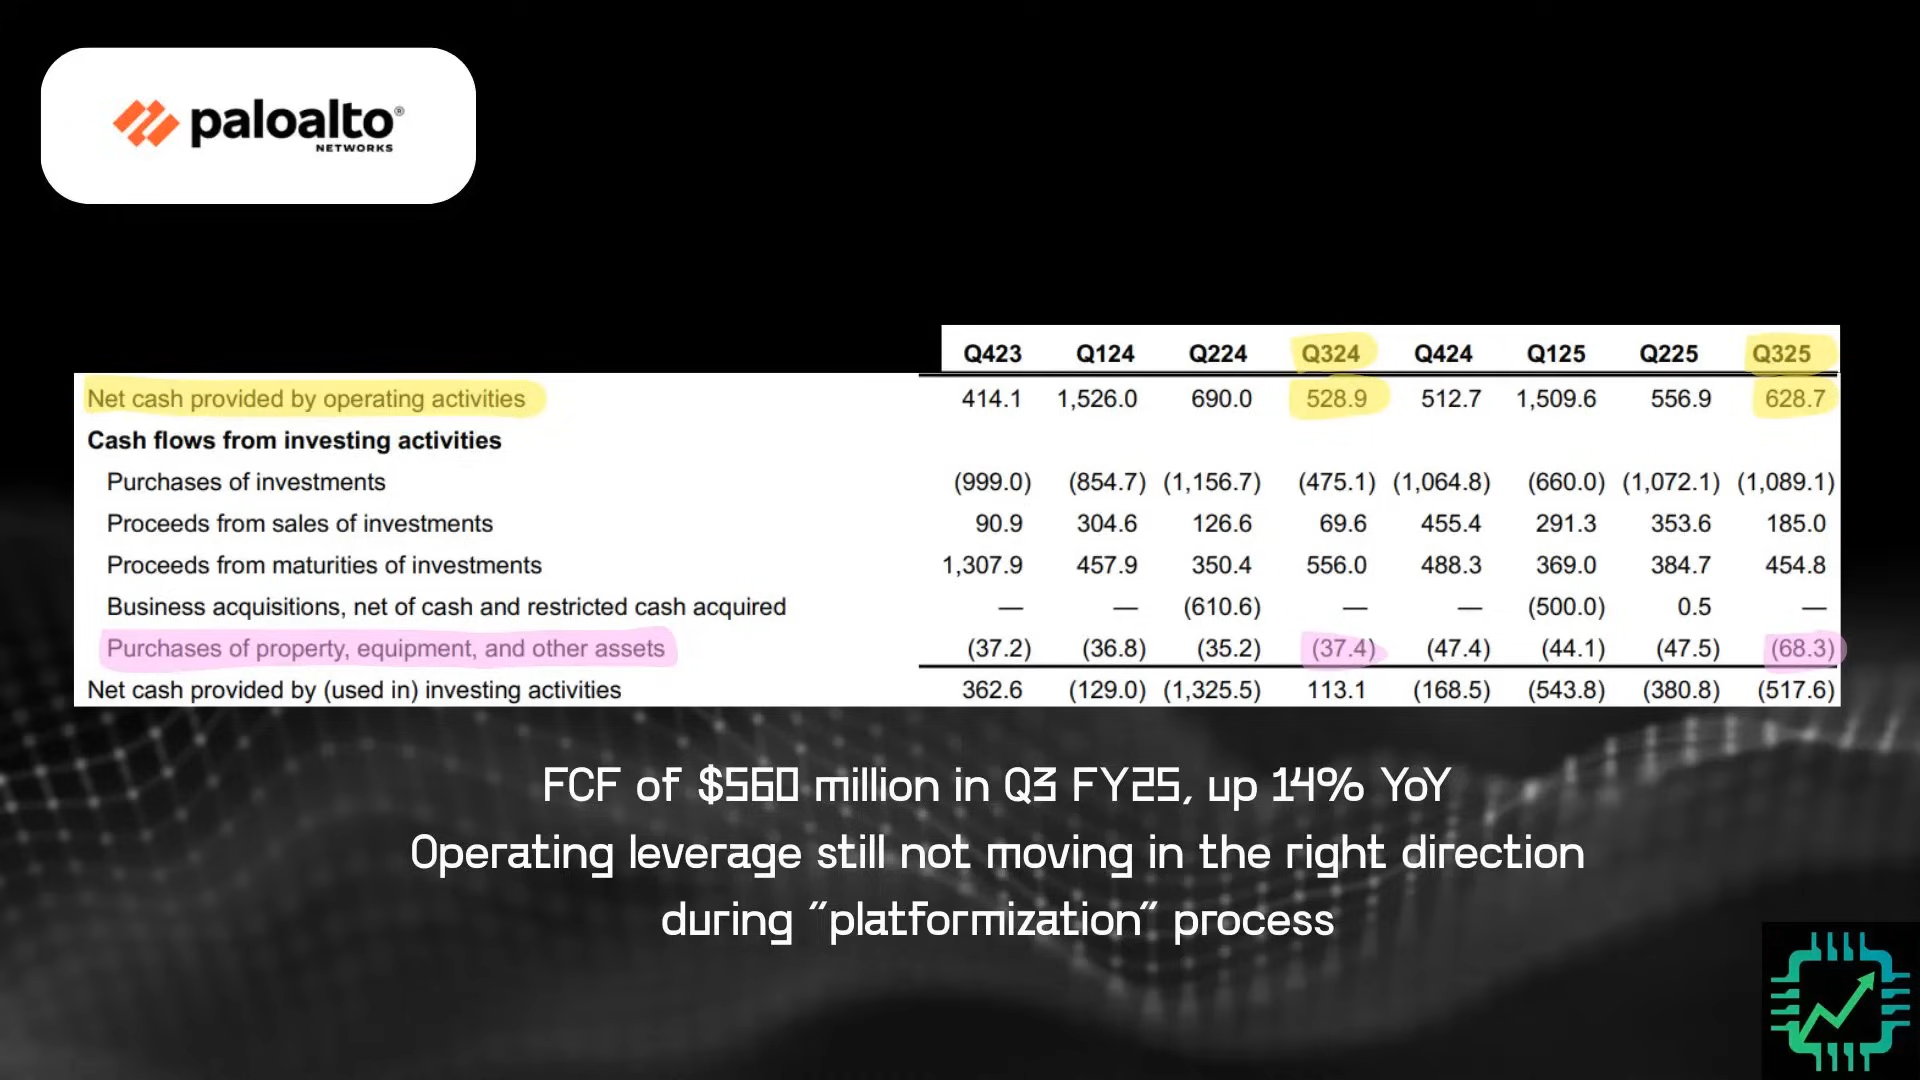 paloalto®
NETWORKS
Q423 Q124 Q224 Q324 Q424 Q125 Q225 Q325
Net cash provided by operating activities 414.1 1,526.0 690.0 528.9 512.7 1,509.6 556.9 628.7
Cash flows from investing activities
Purchases of investments (999.0) (854.7) (1,156.7) (475.1) (1,064.8) (660.0) (1,072.1) (1,089.1)
Proceeds from sales of investments 90.9 304.6 126.6 69.6 455.4 291.3 353.6 185.0
Proceeds from maturities of investments 1,307.9 457.9 350.4 556.0 488.3 369.0 384.7 454.8
Business acquisitions, net of cash and restricted cash acquired — — (610.6) — — (500.0) 0.5 —
Purchases of property, equipment, and other assets (37.2) (36.8) (35.2) (37.4) (47.4) (44.1) (47.5) (68.3)
Net cash provided by (used in) investing activities 362.6 (129.0) (1,325.5) 113.1 (168.5) (543.8) (380.8) (517.6)
FCF of $560 million in Q3 FY25, up 14% YoY
Operating leverage still not moving in the right direction
during "platformization" process